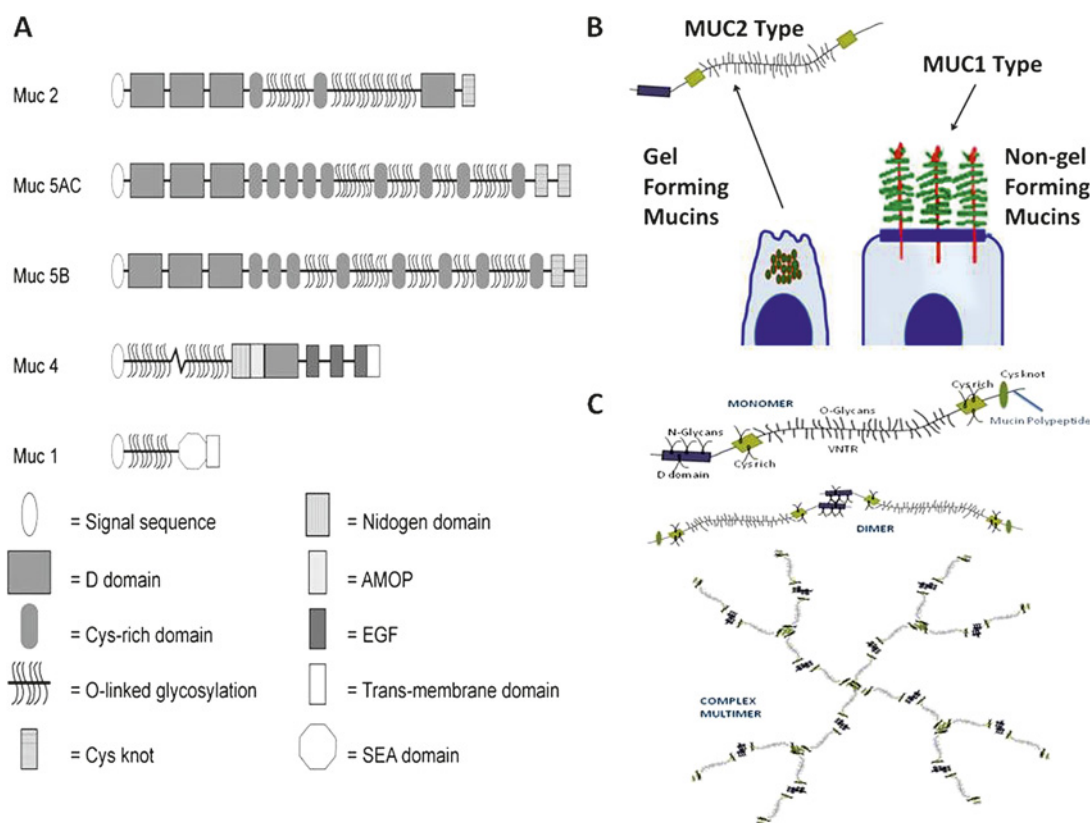 A
Muc 2
Muc 5AC
Muc 5B
Muc 4
Muc 1
= Signal sequence
= D domain
= Cys-rich domain
= O-linked glycosylation
= Cys knot
= Nidogen domain
= AMOP
= EGF
= Trans-membrane domain
= SEA domain
B
MUC2 Type
MUC1 Type
Gel
Forming
Mucins
Non-gel
Forming
Mucins
C
MONOMER
N-Glycans
D domain
Cys rich
O-Glycans
VNTR
Cys rich
Cys knot
Mucin Polypeptide
DIMER
COMPLEX
MULTIMER